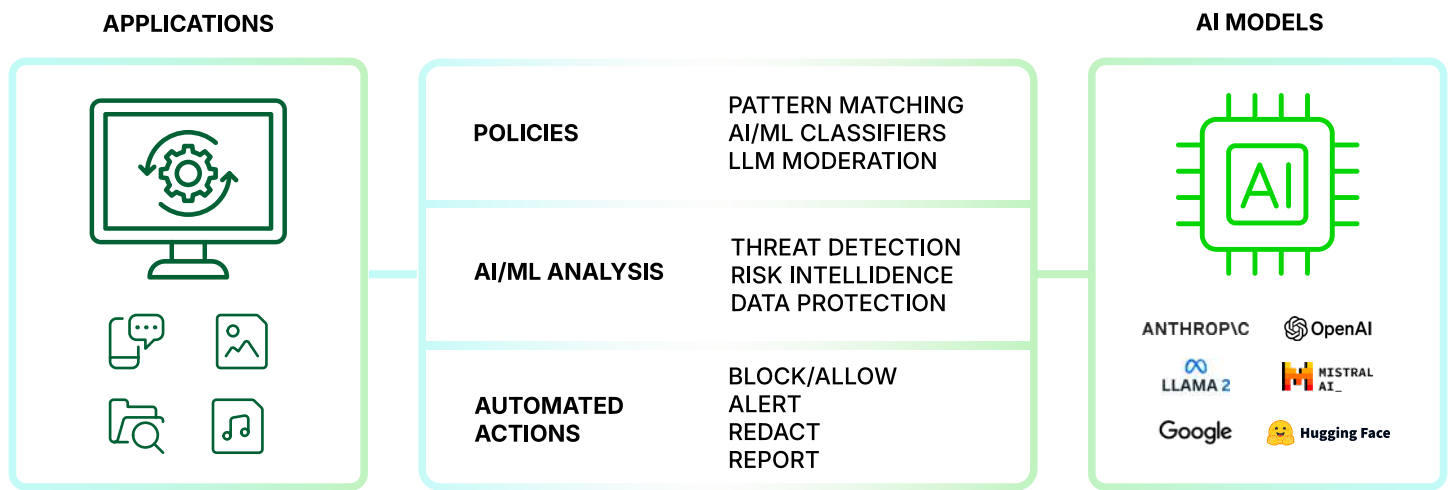 APPLICATIONS
AI MODELS
POLICIES
PATTERN MATCHING
AI/ML CLASSIFIERS
LLM MODERATION
AI/ML ANALYSIS
THREAT DETECTION
RISK INTELLIDENCE
DATA PROTECTION
AUTOMATED
ACTIONS
BLOCK/ALLOW
ALERT
REDACT
REPORT
AI
ANTHROP\C
OpenAI
LLAMA 2
MISTRAL
AI_
Google
Hugging Face